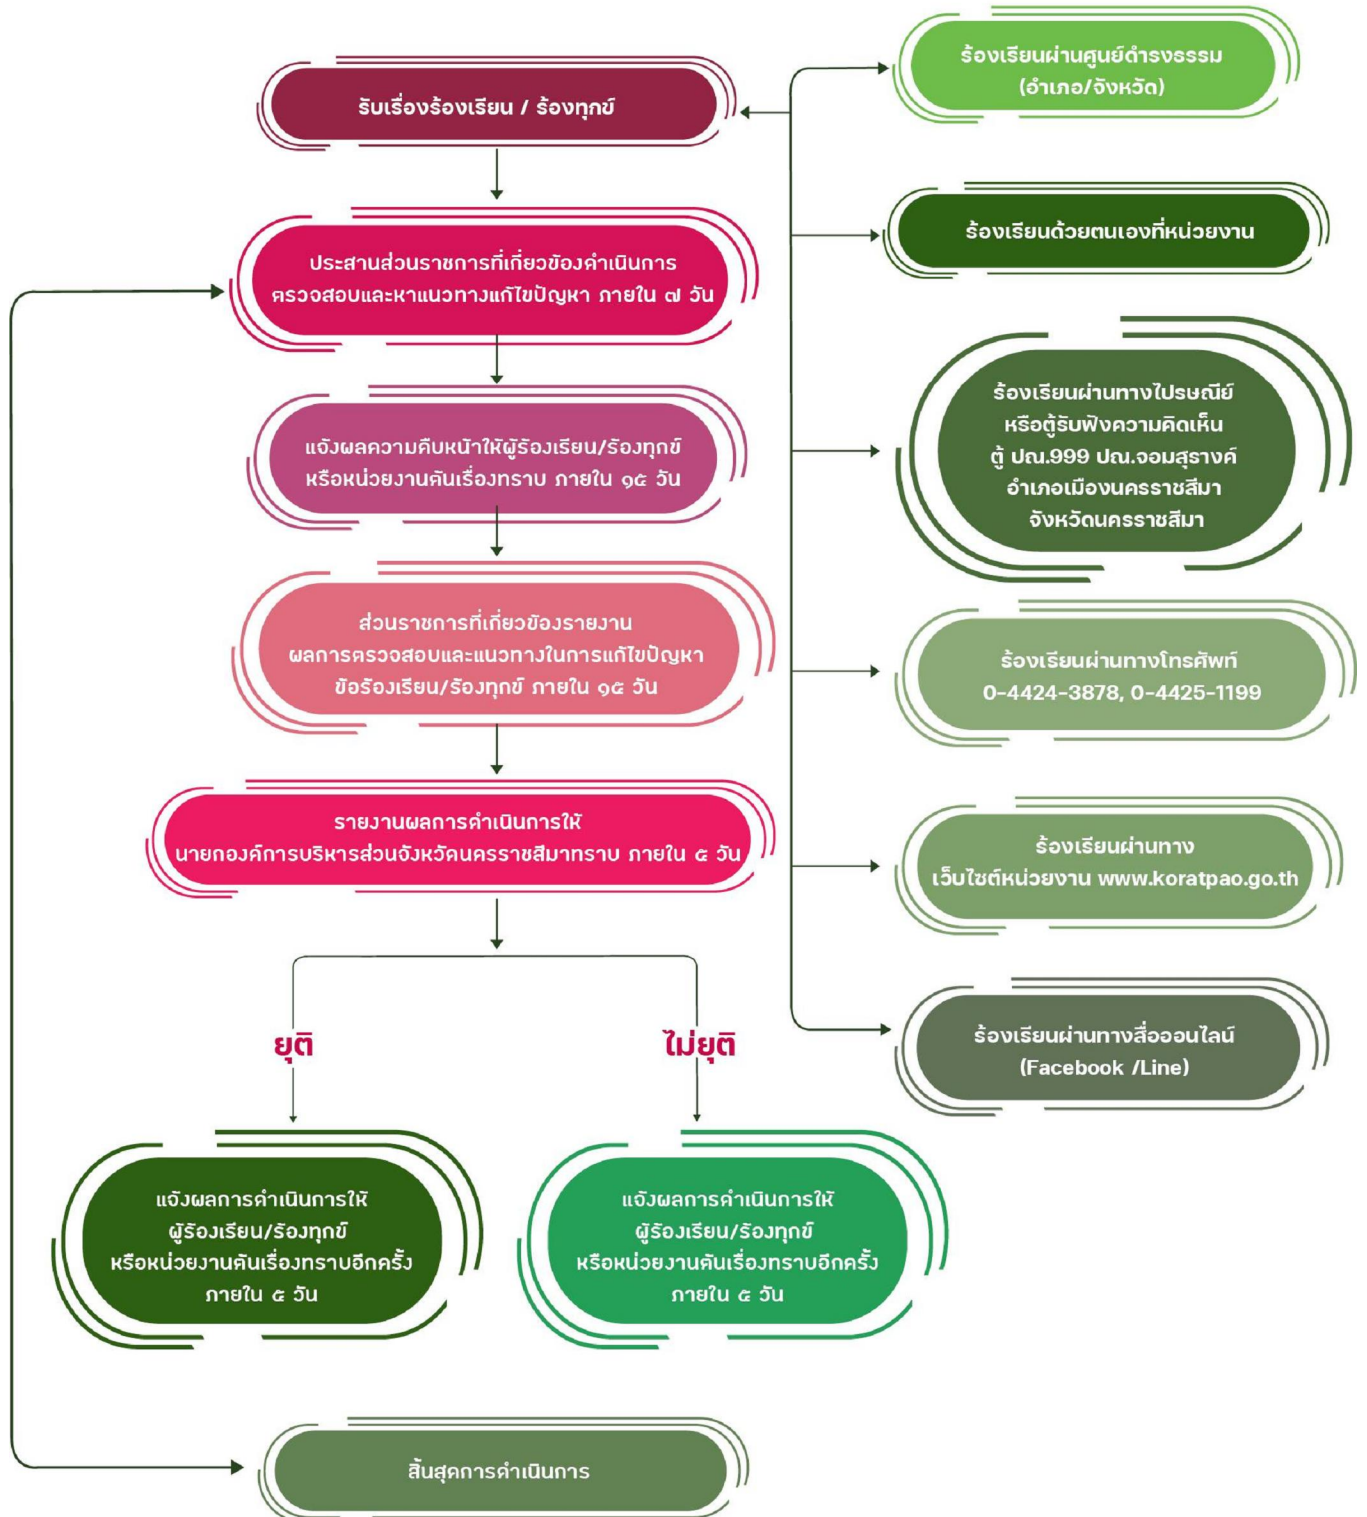 รับเรื่องร้องเรียน / ร้องทุกข์
ประสานส่วนราชการที่เกี่ยวข้องดำเนินการ
ตรวจสอบและหาแนวทางแก้ไขปัญหา ภายใน ๗ วัน
แจ้งผลความคืบหน้าให้ผู้ร้องเรียน/ร้องทุกข์
หรือหน่วยงานต้นเรื่องทราบ ภายใน ๑๕ วัน
ส่วนราชการที่เกี่ยวข้องรายงาน
ผลการตรวจสอบและแนวทางในการแก้ไขปัญหา
ข้อร้องเรียน/ร้องทุกข์ ภายใน ๑๕ วัน
รายงานผลการดำเนินการให้
นายกองค์การบริหารส่วนจังหวัดนครราชสีมาทราบ ภายใน ๕ วัน
ยุติ
ไม่ยุติ
แจ้งผลการดำเนินการให้
ผู้ร้องเรียน/ร้องทุกข์
หรือหน่วยงานต้นเรื่องทราบอีกครั้ง
ภายใน ๕ วัน
แจ้งผลการดำเนินการให้
ผู้ร้องเรียน/ร้องทุกข์
หรือหน่วยงานต้นเรื่องทราบอีกครั้ง
ภายใน ๕ วัน
สิ้นสุดการดำเนินการ
ร้องเรียนผ่านศูนย์ดำรงธรรม
(อำเภอ/จังหวัด)
ร้องเรียนด้วยตนเองที่หน่วยงาน
ร้องเรียนผ่านทางไปรษณีย์
หรือตู้รับฟังความคิดเห็น
ตู้ ปณ.999 ปณ.จอมสุรางค์
อำเภอเมืองนครราชสีมา
จังหวัดนครราชสีมา
ร้องเรียนผ่านทางโทรศัพท์
0-4424-3878, 0-4425-1199
ร้องเรียนผ่านทาง
เว็บไซต์หน่วยงาน www.koratpao.go.th
ร้องเรียนผ่านทางสื่อออนไลน์
(Facebook /Line)